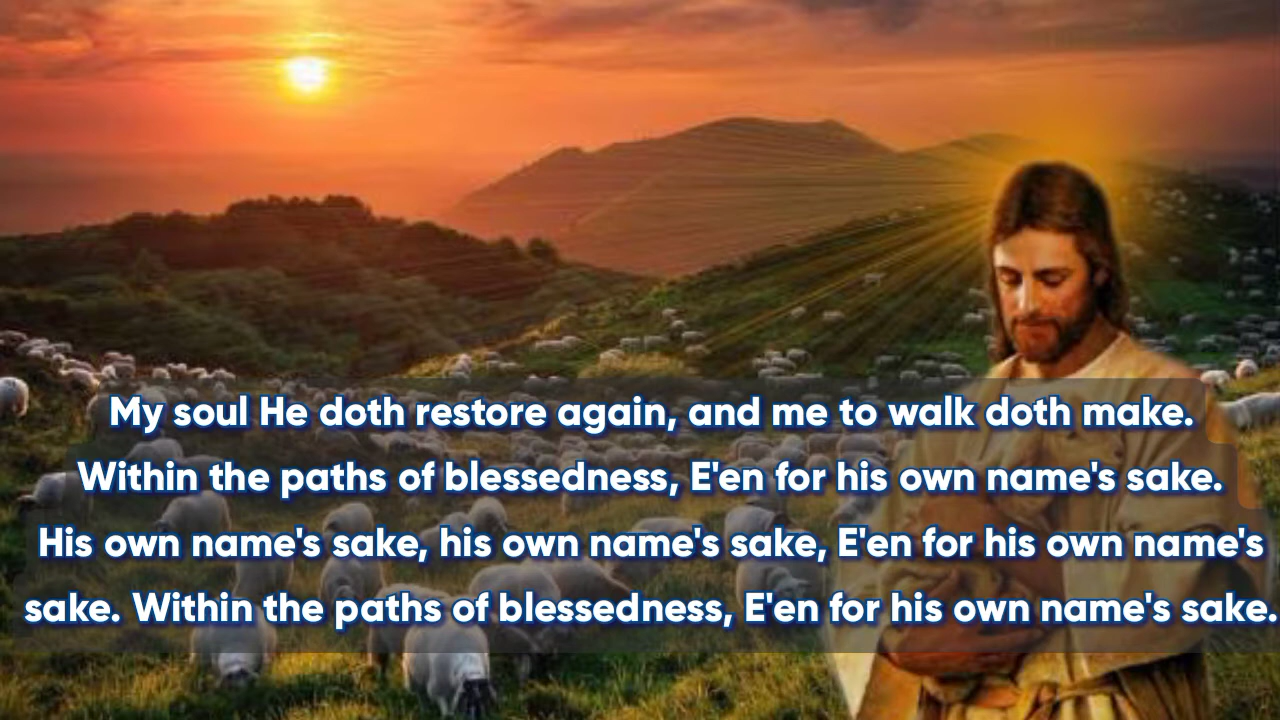 My soul He doth restore again, and me to walk doth make.
Within the paths of blessedness, E'en for his own name's sake.
His own name's sake, his own name's sake, E'en for his own name's
sake. Within the paths of blessedness, E'en for his own name's sake.